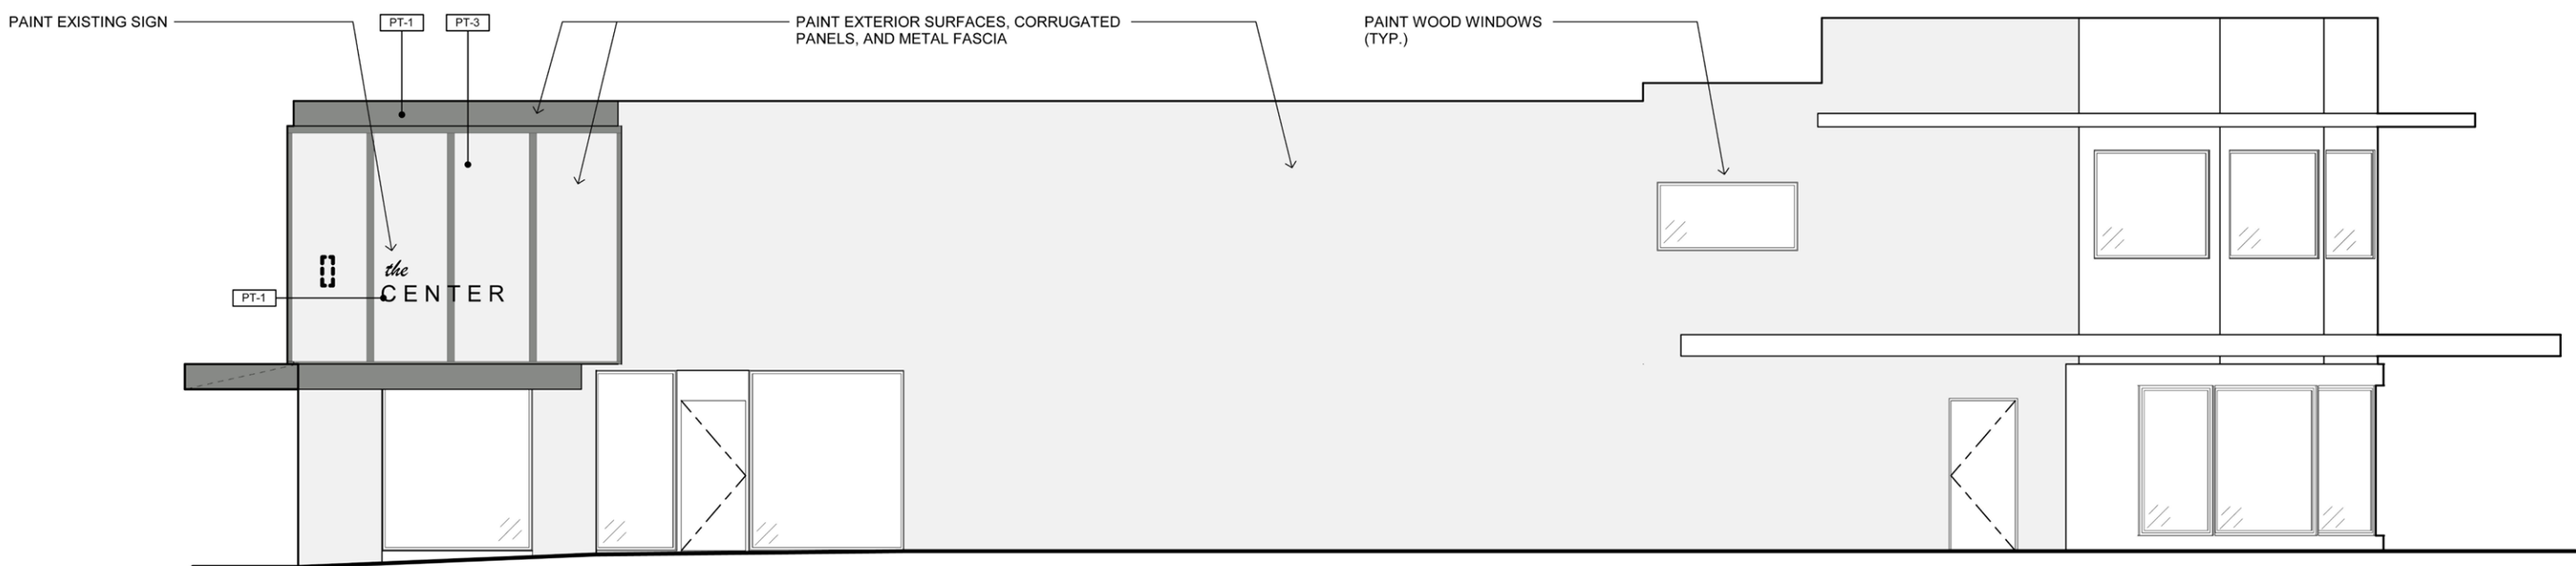 PAINT EXISTING SIGN
PT-1
PT-3
PAINT EXTERIOR SURFACES, CORRUGATED
PANELS, AND METAL FASCIA
PAINT WOOD WINDOWS
(TYP.)
the
CENTER
PT-1